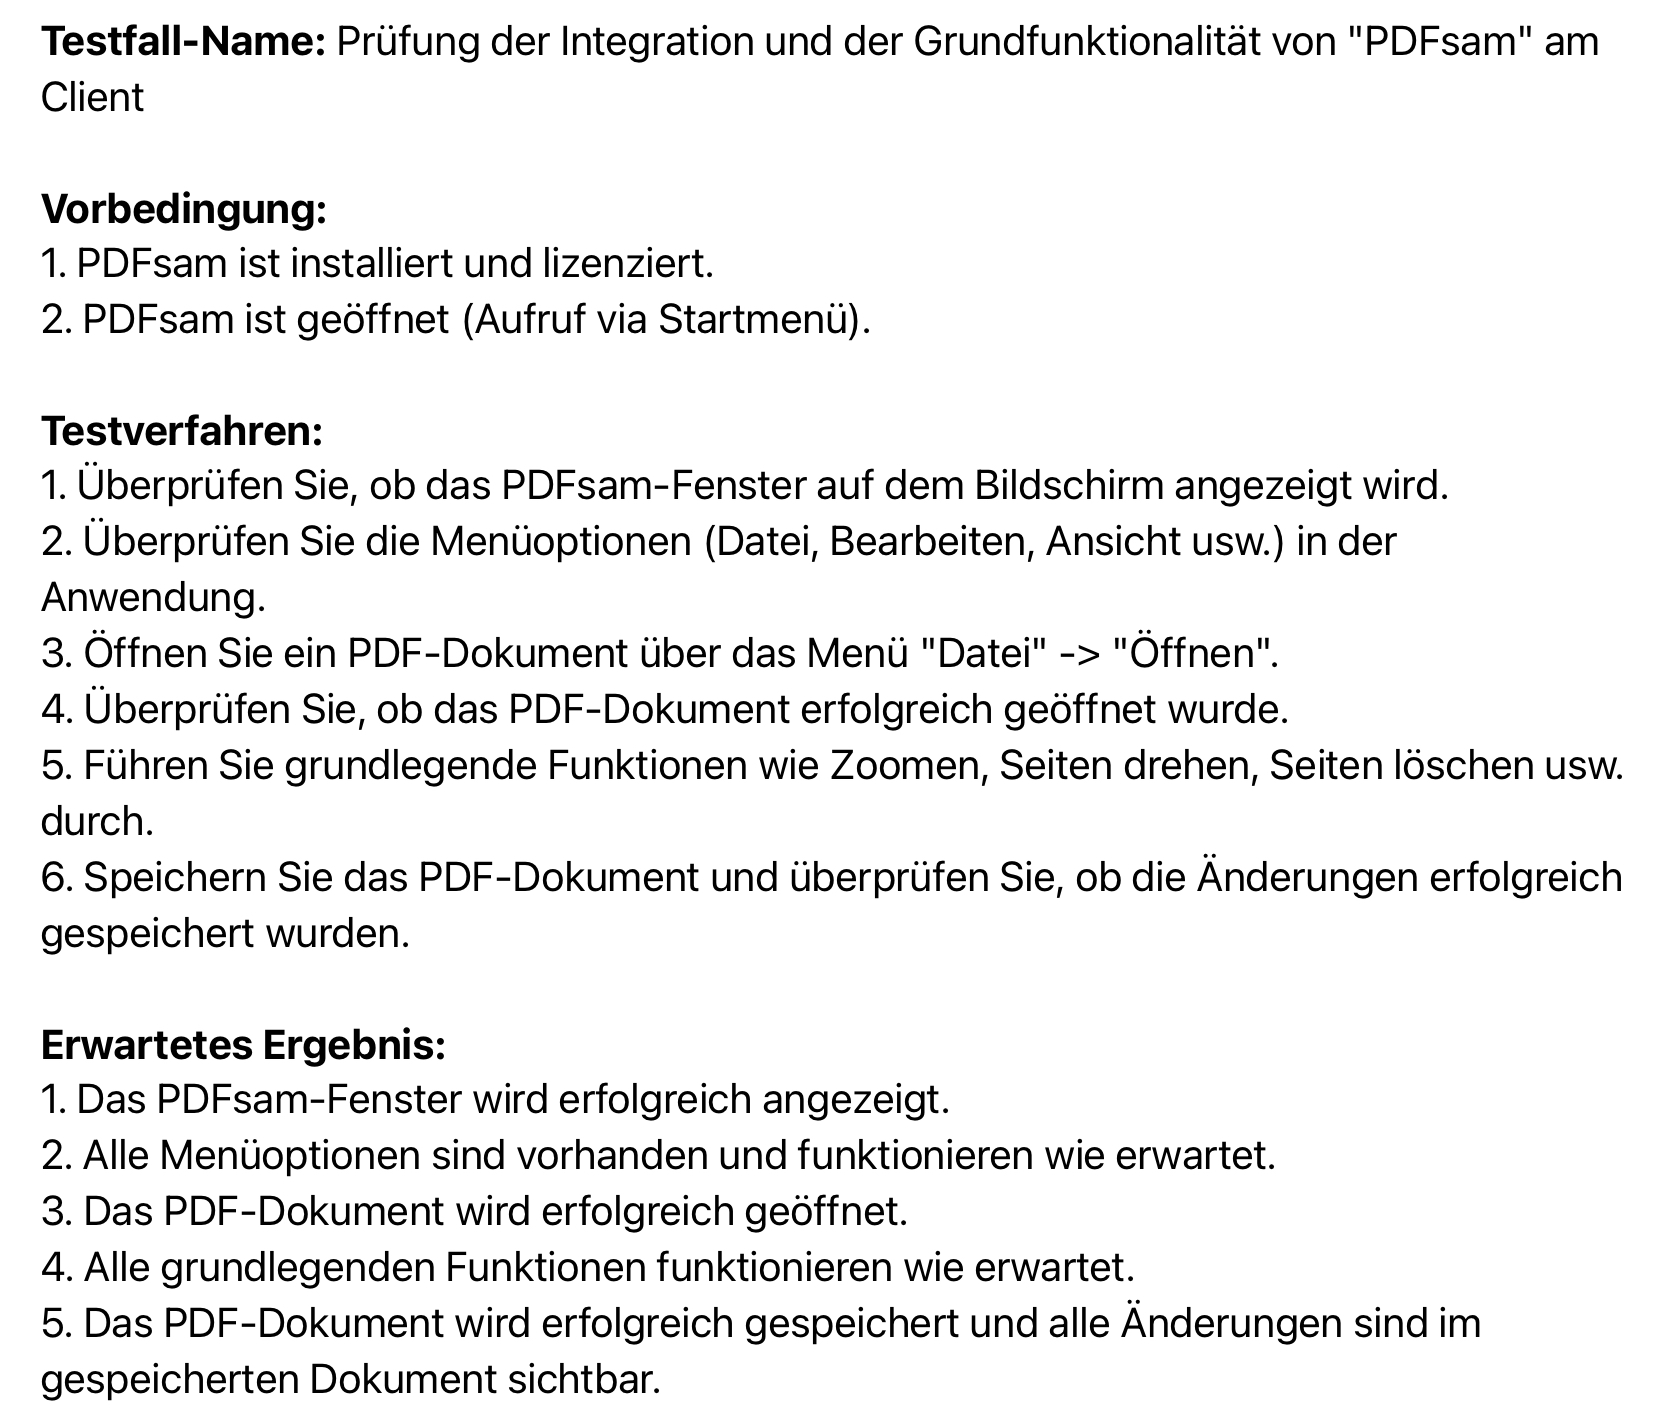 Testfall-Name: Prüfung der Integration und der Grundfunktionalität von "PDFsam" am
Client
Vorbedingung:
1. PDFsam ist installiert und lizenziert.
2. PDFsam ist geöffnet (Aufruf via Startmenü).
Testverfahren:
1. Überprüfen Sie, ob das PDFsam-Fenster auf dem Bildschirm angezeigt wird.
2. Überprüfen Sie die Menüoptionen (Datei, Bearbeiten, Ansicht usw.) in der
Anwendung.
3. Öffnen Sie ein PDF-Dokument über das Menü "Datei" -> "Öffnen".
4. Überprüfen Sie, ob das PDF-Dokument erfolgreich geöffnet wurde.
5. Führen Sie grundlegende Funktionen wie Zoomen, Seiten drehen, Seiten löschen usw.
durch.
6. Speichern Sie das PDF-Dokument und überprüfen Sie, ob die Änderungen erfolgreich
gespeichert wurden.
Erwartetes Ergebnis:
1. Das PDFsam-Fenster wird erfolgreich angezeigt.
2. Alle Menüoptionen sind vorhanden und funktionieren wie erwartet.
3. Das PDF-Dokument wird erfolgreich geöffnet.
4. Alle grundlegenden Funktionen funktionieren wie erwartet.
5. Das PDF-Dokument wird erfolgreich gespeichert und alle Änderungen sind im
gespeicherten Dokument sichtbar.